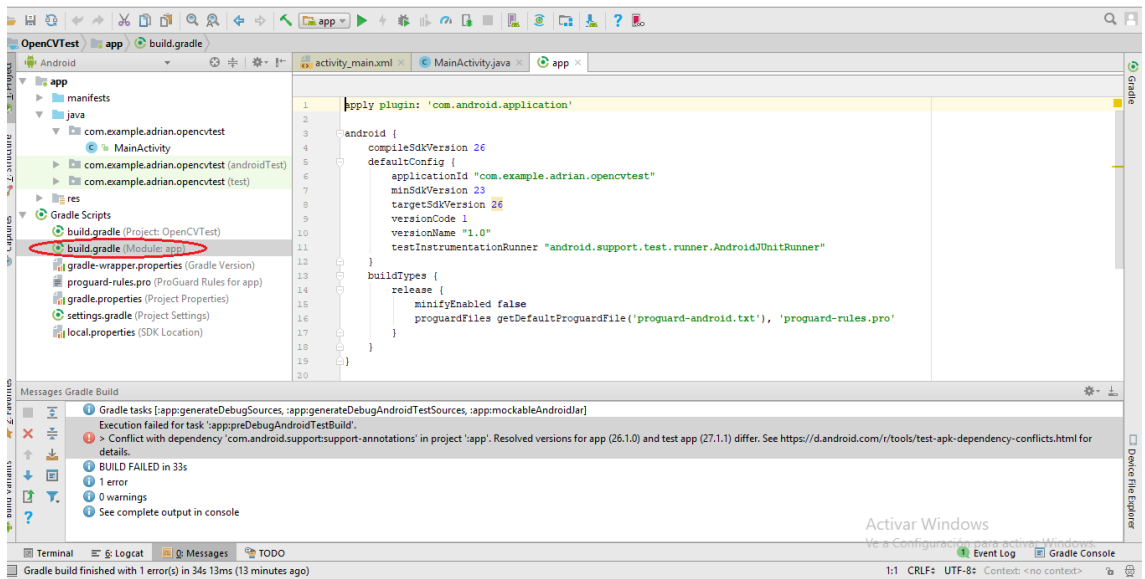 app
OpenCVTest app build.gradle
Android
activity_main.xml
MainActivity.java
app
app
manifests
java
com.example.adrian.opencvtest
MainActivity
com.example.adrian.opencvtest (androidTest)
com.example.adrian.opencvtest (test)
res
Gradle Scripts
build.gradle (Project: OpenCVTest)
build.gradle (Module: app)
gradle-wrapper.properties (Gradle Version)
proguard-rules.pro (ProGuard Rules for app)
gradle.properties (Project Properties)
settings.gradle (Project Settings)
local.properties (SDK Location)
1 apply plugin: 'com.android.application'
2
3 android {
4 compileSdkVersion 26
5 defaultConfig {
6 applicationId "com.example.adrian.opencvtest"
7 minSdkVersion 23
8 targetSdkVersion 26
9 versionCode 1
10 versionName "1.0"
11 testInstrumentationRunner "android.support.test.runner.AndroidJUnitRunner"
12 }
13 buildTypes {
14 release {
15 minifyEnabled false
16 proguardFiles getDefaultProguardFile('proguard-android.txt'), 'proguard-rules.pro'
17 }
18 }
19 }
20
Gradle
Device File Explorer
Messages Gradle Build
Gradle tasks [:app:generateDebugSources, :app:generateDebugAndroidTestSources, :app:mockableAndroidJar]
Execution failed for task ':app:preDebugAndroidTestBuild'.
> Conflict with dependency 'com.android.support:support-annotations' in project ':app'. Resolved versions for app (26.1.0) and test app (27.1.1) differ. See https://d.android.com/r/tools/test-apk-dependency-conflicts.html for
details.
BUILD FAILED in 33s
1 error
0 warnings
See complete output in console
Activar Windows
Ve a Configuración para activar Windows.
Terminal 6: Logcat 0: Messages TODO
1 Event Log Gradle Console
Gradle build finished with 1 error(s) in 34s 13ms (13 minutes ago)
1:1 CRLF UTF-8 Context: <no context>